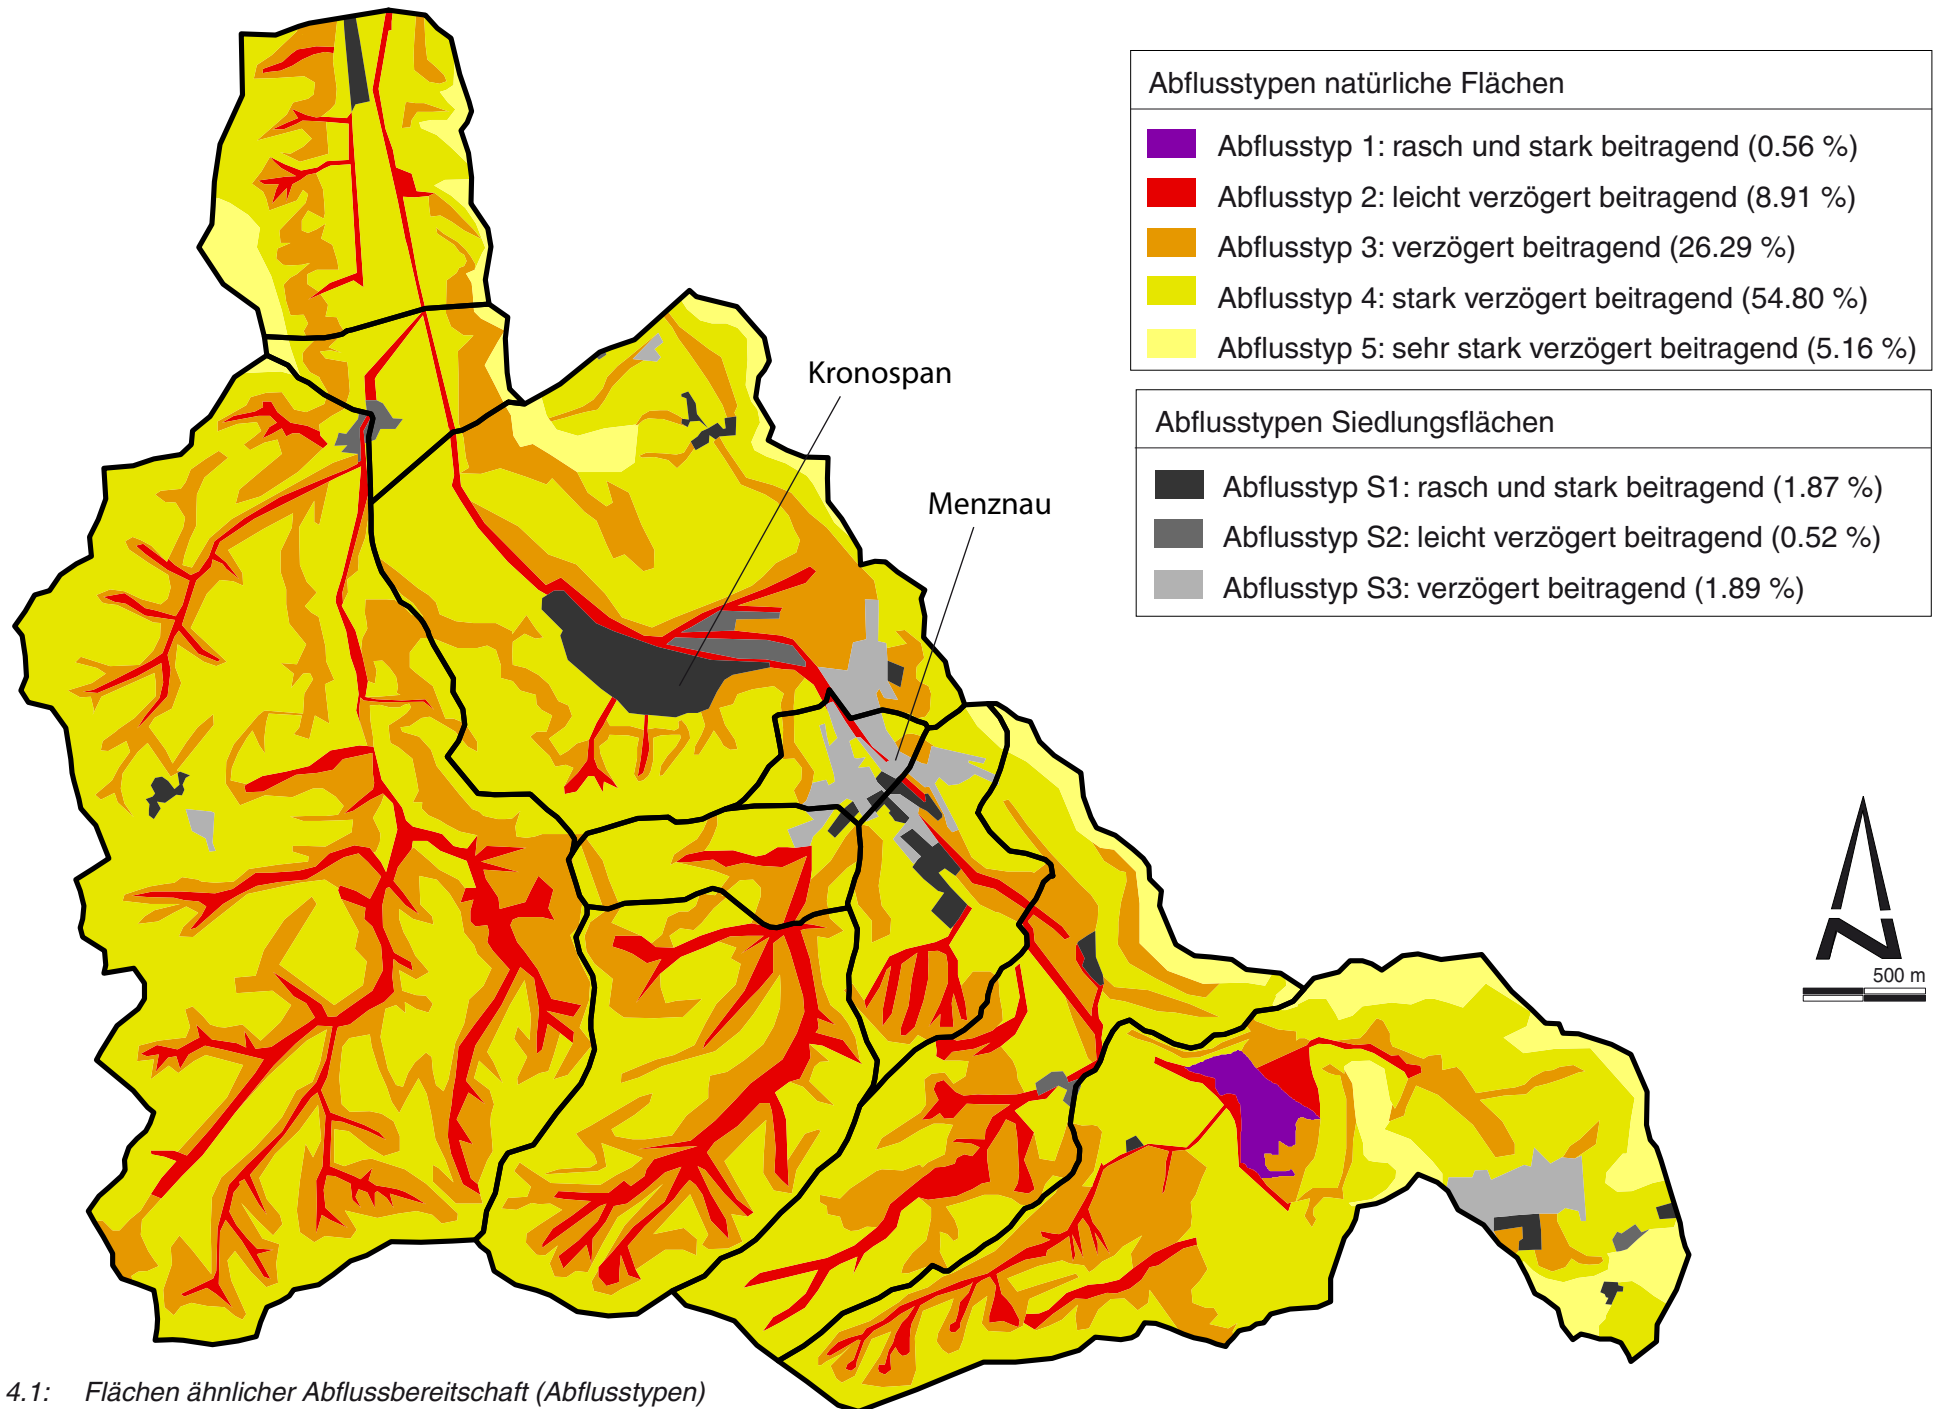 Abflusstypen natürliche Flächen
Abflusstyp 1: rasch und stark beitragend (0.56 %)
Abflusstyp 2: leicht verzögert beitragend (8.91 %)
Abflusstyp 3: verzögert beitragend (26.29 %)
Abflusstyp 4: stark verzögert beitragend (54.80 %)
Abflusstyp 5: sehr stark verzögert beitragend (5.16 %)
Abflusstypen Siedlungsflächen
Abflusstyp S1: rasch und stark beitragend (1.87 %)
Abflusstyp S2: leicht verzögert beitragend (0.52 %)
Abflusstyp S3: verzögert beitragend (1.89 %)
Kronospan
Menznau
N
500 m
4.1: Flächen ähnlicher Abflussbereitschaft (Abflusstypen)